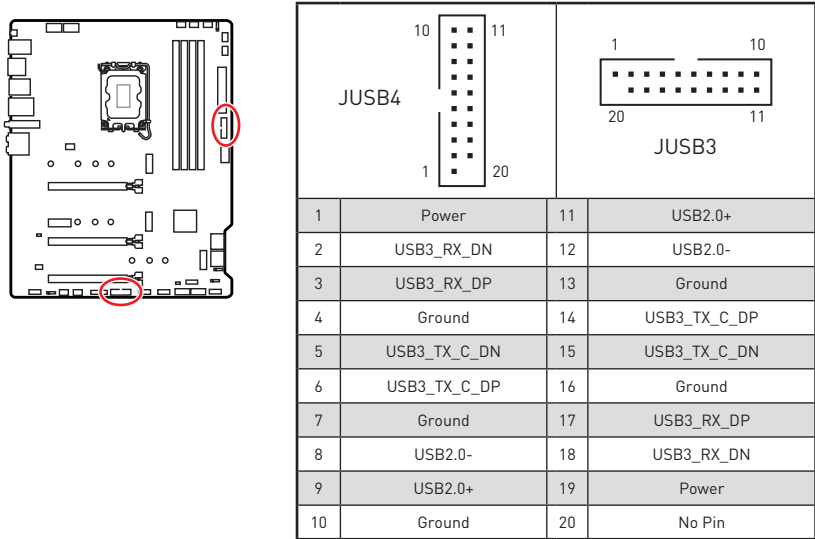 10 11
JUSB4
1 20
1 10
20 11
JUSB3
1 Power 11 USB2.0+
2 USB3_RX_DN 12 USB2.0-
3 USB3_RX_DP 13 Ground
4 Ground 14 USB3_TX_C_DP
5 USB3_TX_C_DN 15 USB3_TX_C_DN
6 USB3_TX_C_DP 16 Ground
7 Ground 17 USB3_RX_DP
8 USB2.0- 18 USB3_RX_DN
9 USB2.0+ 19 Power
10 Ground 20 No Pin